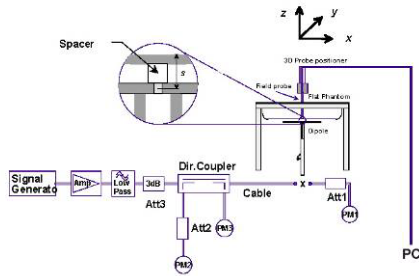 z
y
x
Spacer
s
3D Probe positioner
Field probe
Flat Phantom
Dipole
Signal
Generato
Amp
Low
Pass
3dB
Att3
Dir.Coupler
Cable
x
Att1
PM1
Att2
PM3
PM2
PC